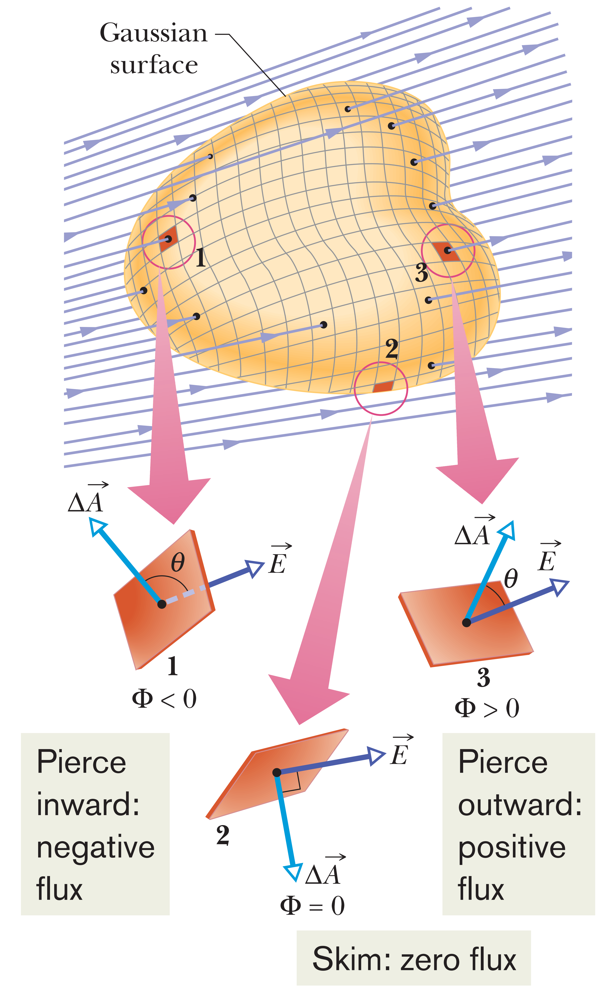 Gaussian
surface
1
3
2
ΔA⃗
θ
E⃗
1
Φ < 0
ΔA⃗
E⃗
θ
3
Φ > 0
Pierce
inward:
negative
flux
E⃗
2
ΔA⃗
Φ = 0
Pierce
outward:
positive
flux
Skim: zero flux